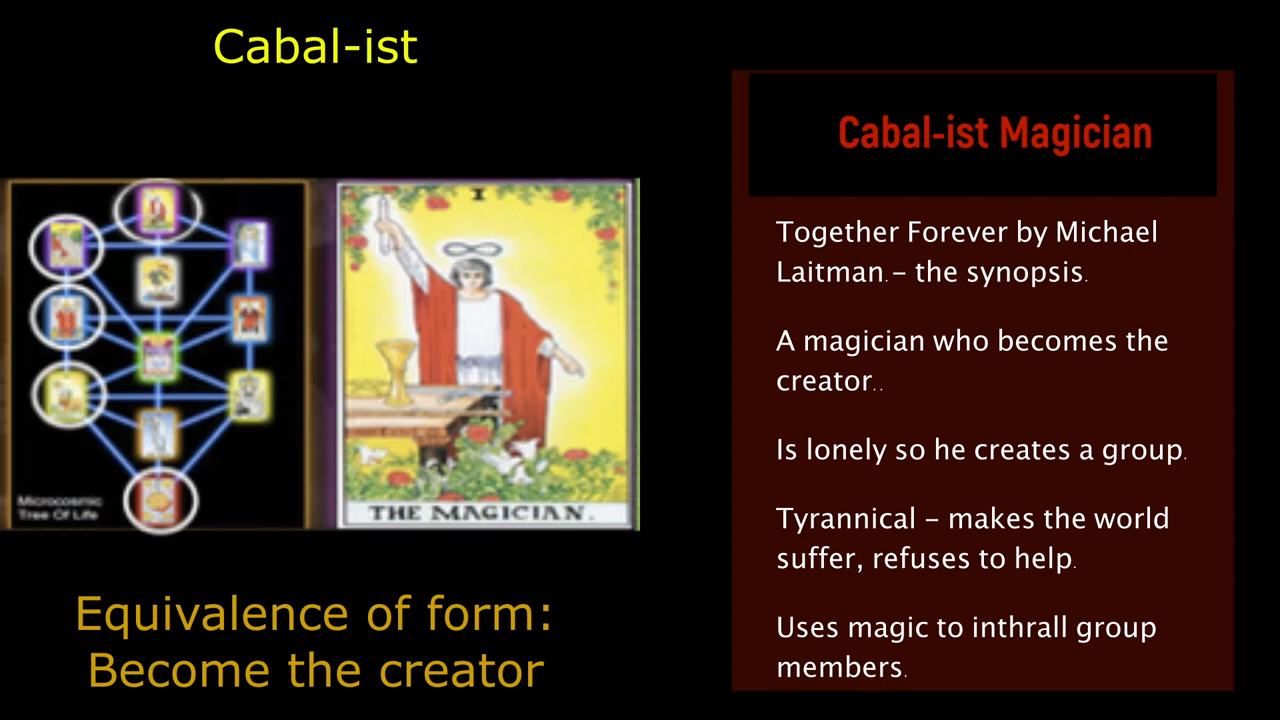 Cabal-ist
Microcosmic
Tree Of Life
I
THE MAGICIAN.
Equivalence of form:
Become the creator
Cabal-ist Magician
Together Forever by Michael
Laitman.– the synopsis.
A magician who becomes the
creator..
Is lonely so he creates a group.
Tyrannical – makes the world
suffer, refuses to help.
Uses magic to inthrall group
members.